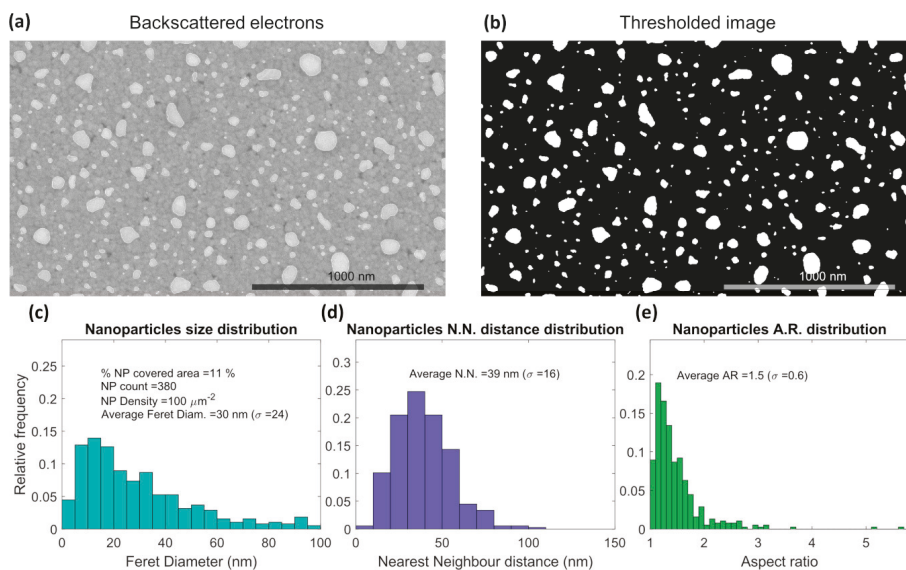 (a) Backscattered electrons
(b) Thresholded image
1000 nm
1000 nm
(c) Nanoparticles size distribution
% NP covered area =11 %
NP count =380
NP Density =100 μm⁻²
Average Feret Diam. =30 nm (σ =24)
Relative frequency
0.25
0.2
0.15
0.1
0.05
0
0 20 40 60 80 100
Feret Diameter (nm)
(d) Nanoparticles N.N. distance distribution
Average N.N. =39 nm (σ =16)
0.3
0.25
0.2
0.15
0.1
0.05
0
0 50 100 150
Nearest Neighbour distance (nm)
(e) Nanoparticles A.R. distribution
Average AR =1.5 (σ =0.6)
0.2
0.15
0.1
0.05
0
1 2 3 4 5
Aspect ratio